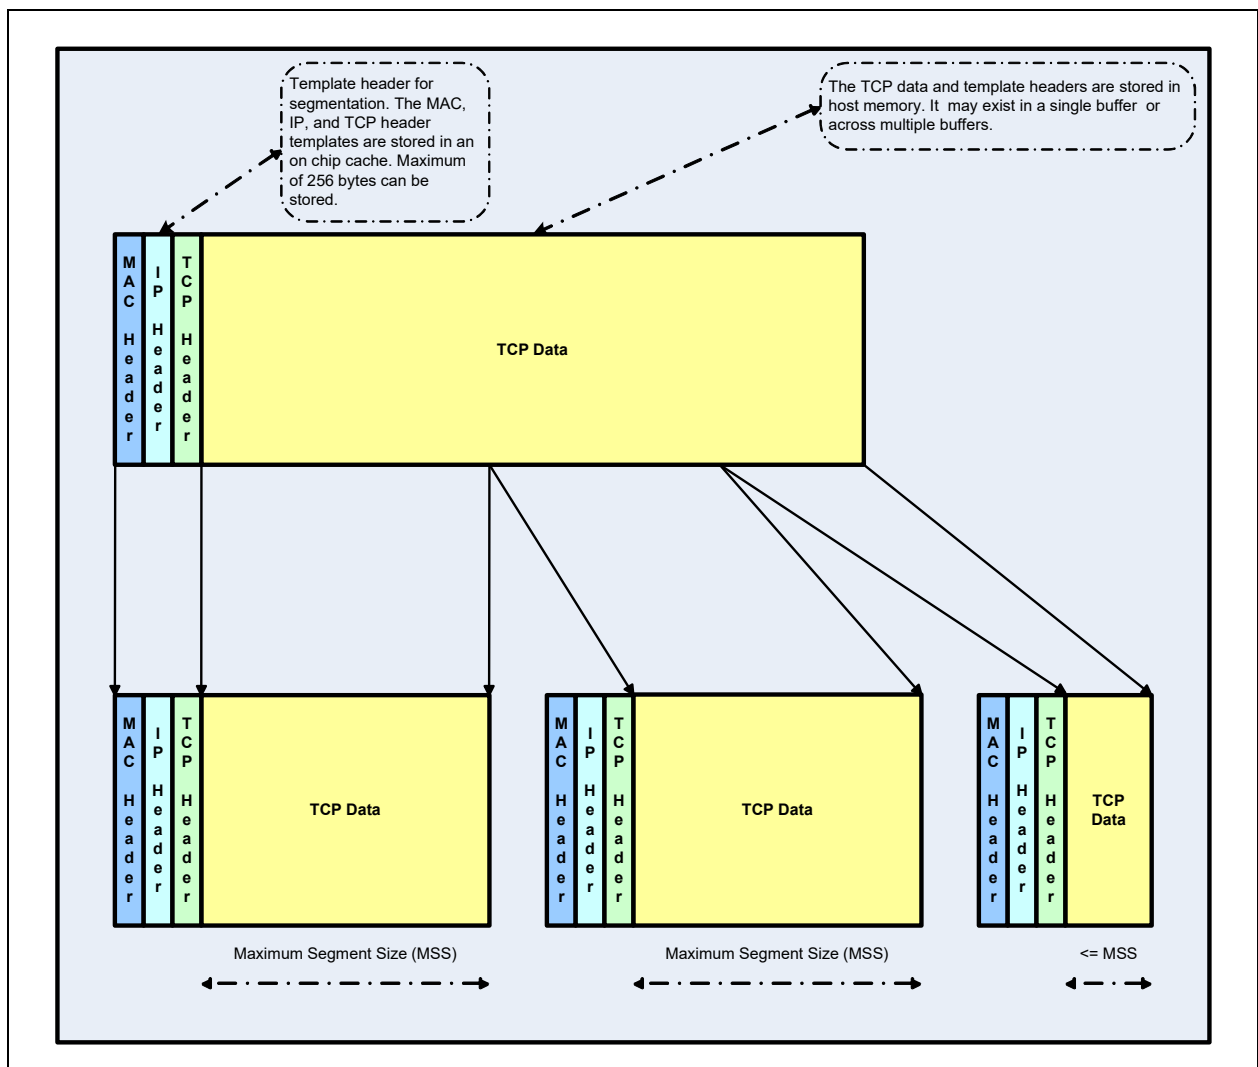 Template header for
segmentation. The MAC,
IP, and TCP header
templates are stored in an
on chip cache. Maximum
of 256 bytes can be
stored.
The TCP data and template headers are stored in
host memory. It may exist in a single buffer or
across multiple buffers.
MAC Header
IP Header
TCP Header
TCP Data
MAC Header
IP Header
TCP Header
TCP Data
MAC Header
IP Header
TCP Header
TCP Data
MAC Header
IP Header
TCP Header
TCP
Data
Maximum Segment Size (MSS)
Maximum Segment Size (MSS)
<= MSS